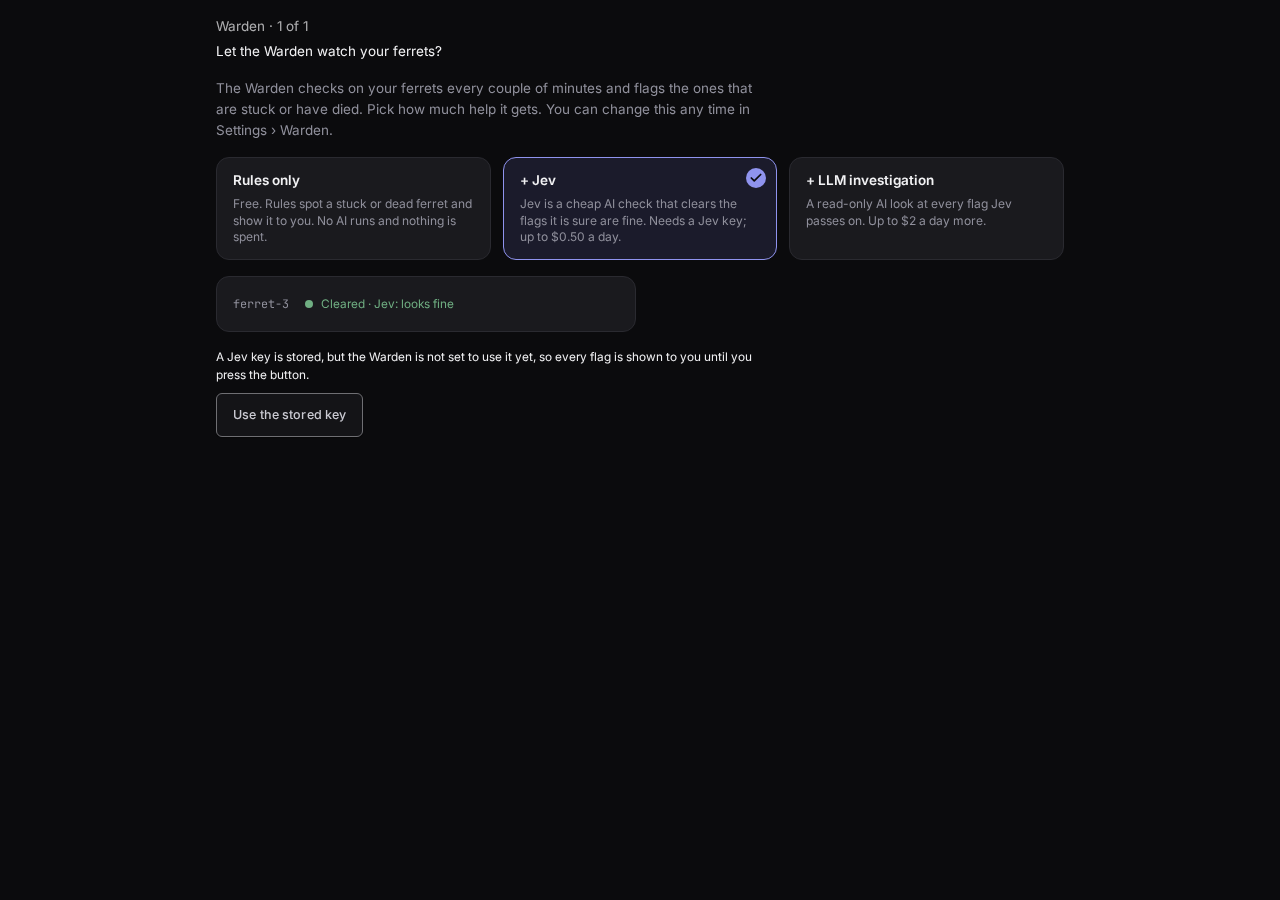 Warden · 1 of 1
Let the Warden watch your ferrets?
The Warden checks on your ferrets every couple of minutes and flags the ones that
are stuck or have died. Pick how much help it gets. You can change this any time in
Settings › Warden.
Rules only
Free. Rules spot a stuck or dead ferret and
show it to you. No AI runs and nothing is
spent.
+ Jev
Jev is a cheap AI check that clears the
flags it is sure are fine. Needs a Jev key;
up to $0.50 a day.
+ LLM investigation
A read-only AI look at every flag Jev
passes on. Up to $2 a day more.
ferret-3 Cleared · Jev: looks fine
A Jev key is stored, but the Warden is not set to use it yet, so every flag is shown to you until you
press the button.
Use the stored key